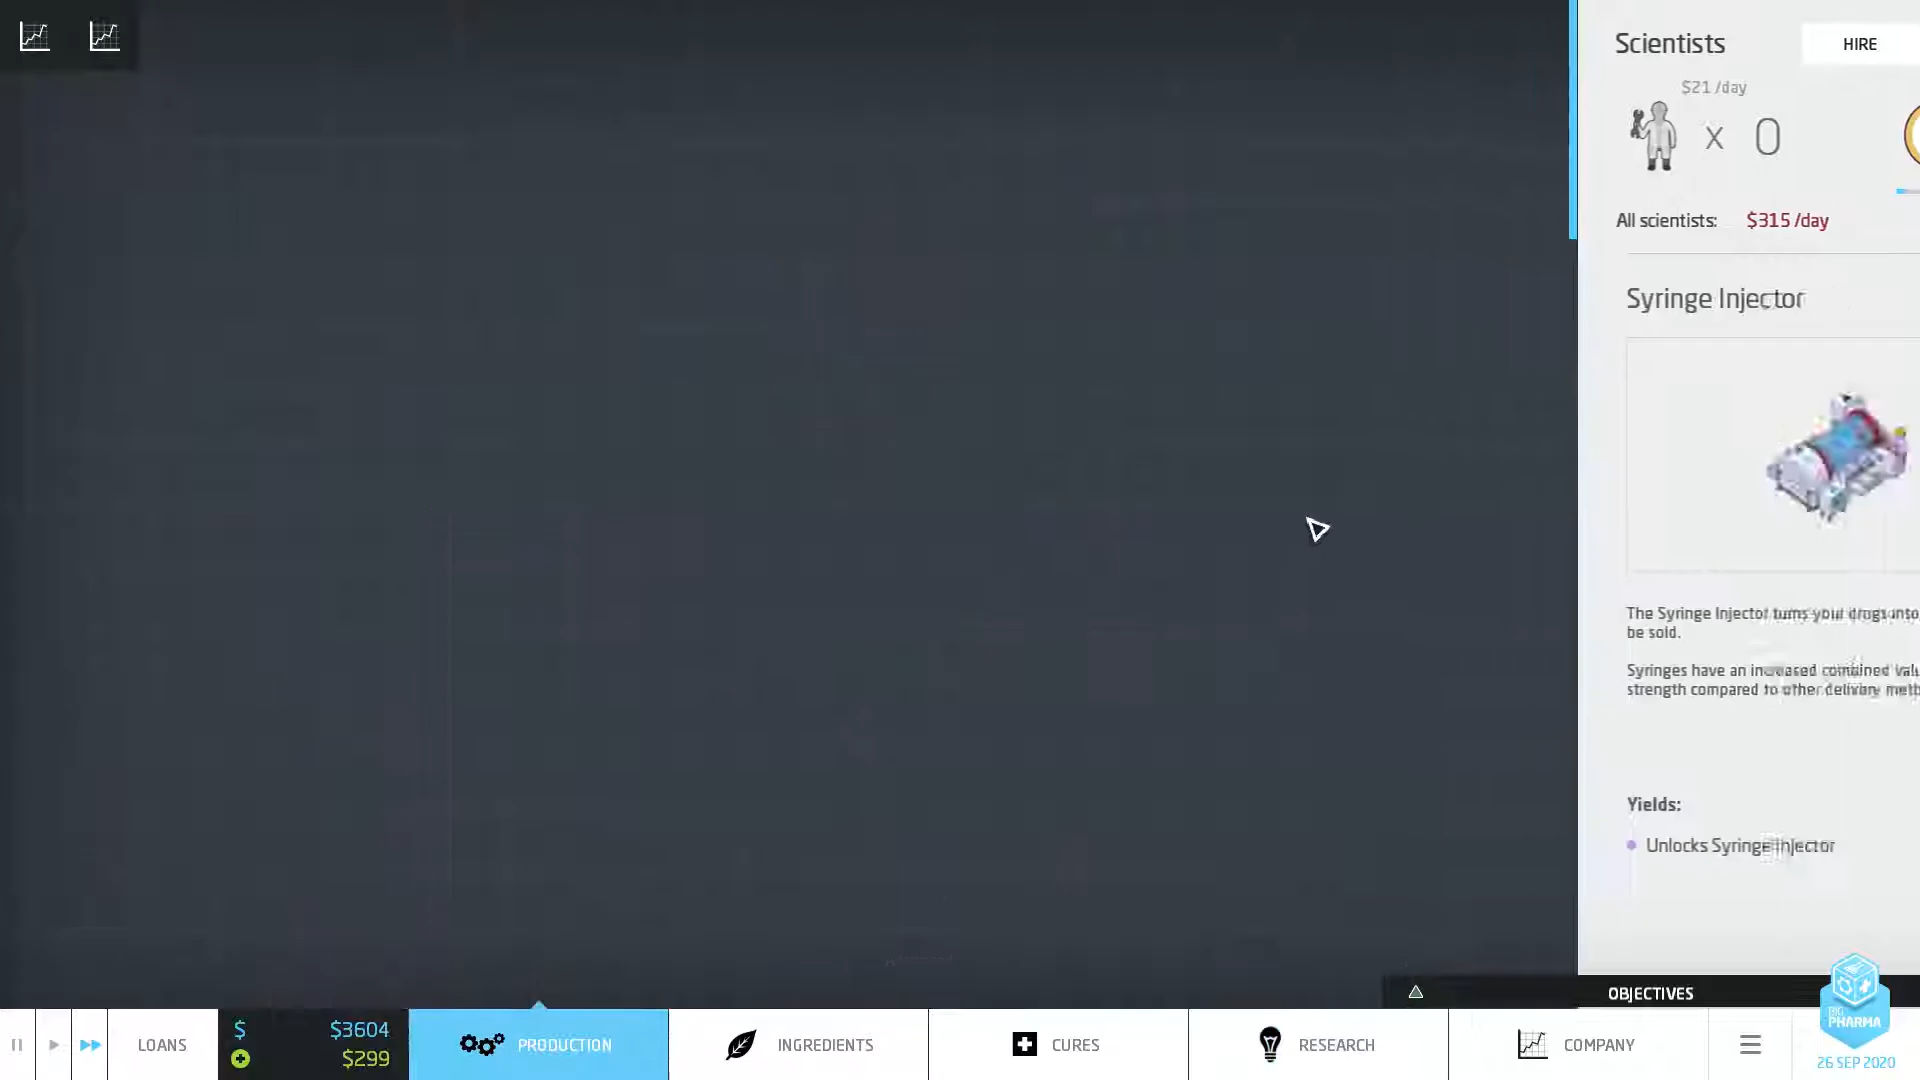 Scientists
HIRE
$21 /day
X 0
All scientists: $315 /day
Syringe Injector
The Syringe Injector turns your drugs into
be sold.
Syringes have an increased combined
strength compared to other delivery
Yields:
Unlocks Syringe Injector
OBJECTIVES
LOANS
$ $3604
$299
PRODUCTION
INGREDIENTS
CURES
RESEARCH
COMPANY
BIG
PHARMA
26 SEP 2020